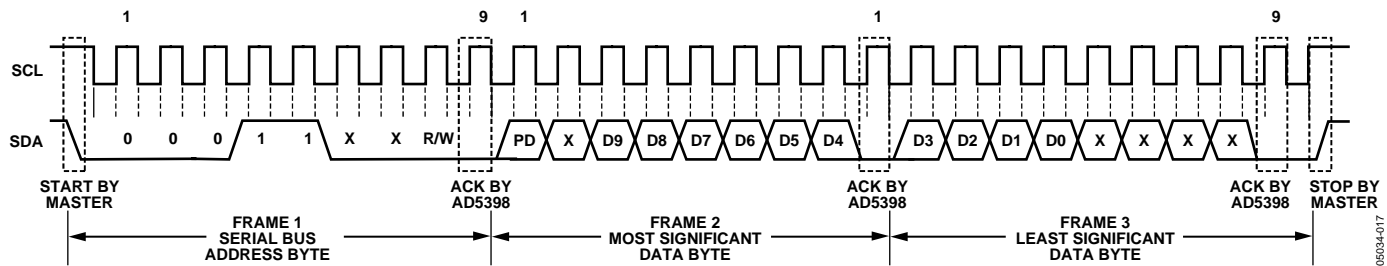 1 9 1 1 9
SCL
SDA
0 0 0 1 1 X X R/W PD X D9 D8 D7 D6 D5 D4 D3 D2 D1 D0 X X X X
START BY
MASTER
ACK BY
AD5398
ACK BY
AD5398
ACK BY
AD5398
STOP BY
MASTER
FRAME 1
SERIAL BUS
ADDRESS BYTE
FRAME 2
MOST SIGNIFICANT
DATA BYTE
FRAME 3
LEAST SIGNIFICANT
DATA BYTE
05034-017